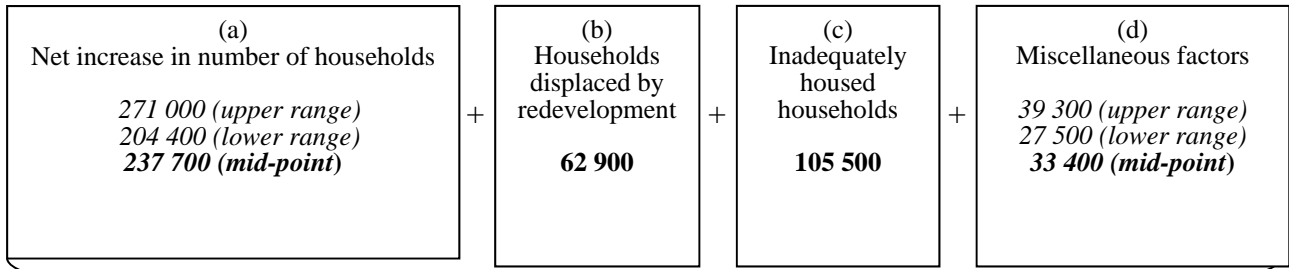 (a)
Net increase in number of households
271 000 (upper range)
204 400 (lower range)
237 700 (mid-point)
+
(b)
Households
displaced by
redevelopment
62 900
+
(c)
Inadequately
housed
households
105 500
+
(d)
Miscellaneous factors
39 300 (upper range)
27 500 (lower range)
33 400 (mid-point)